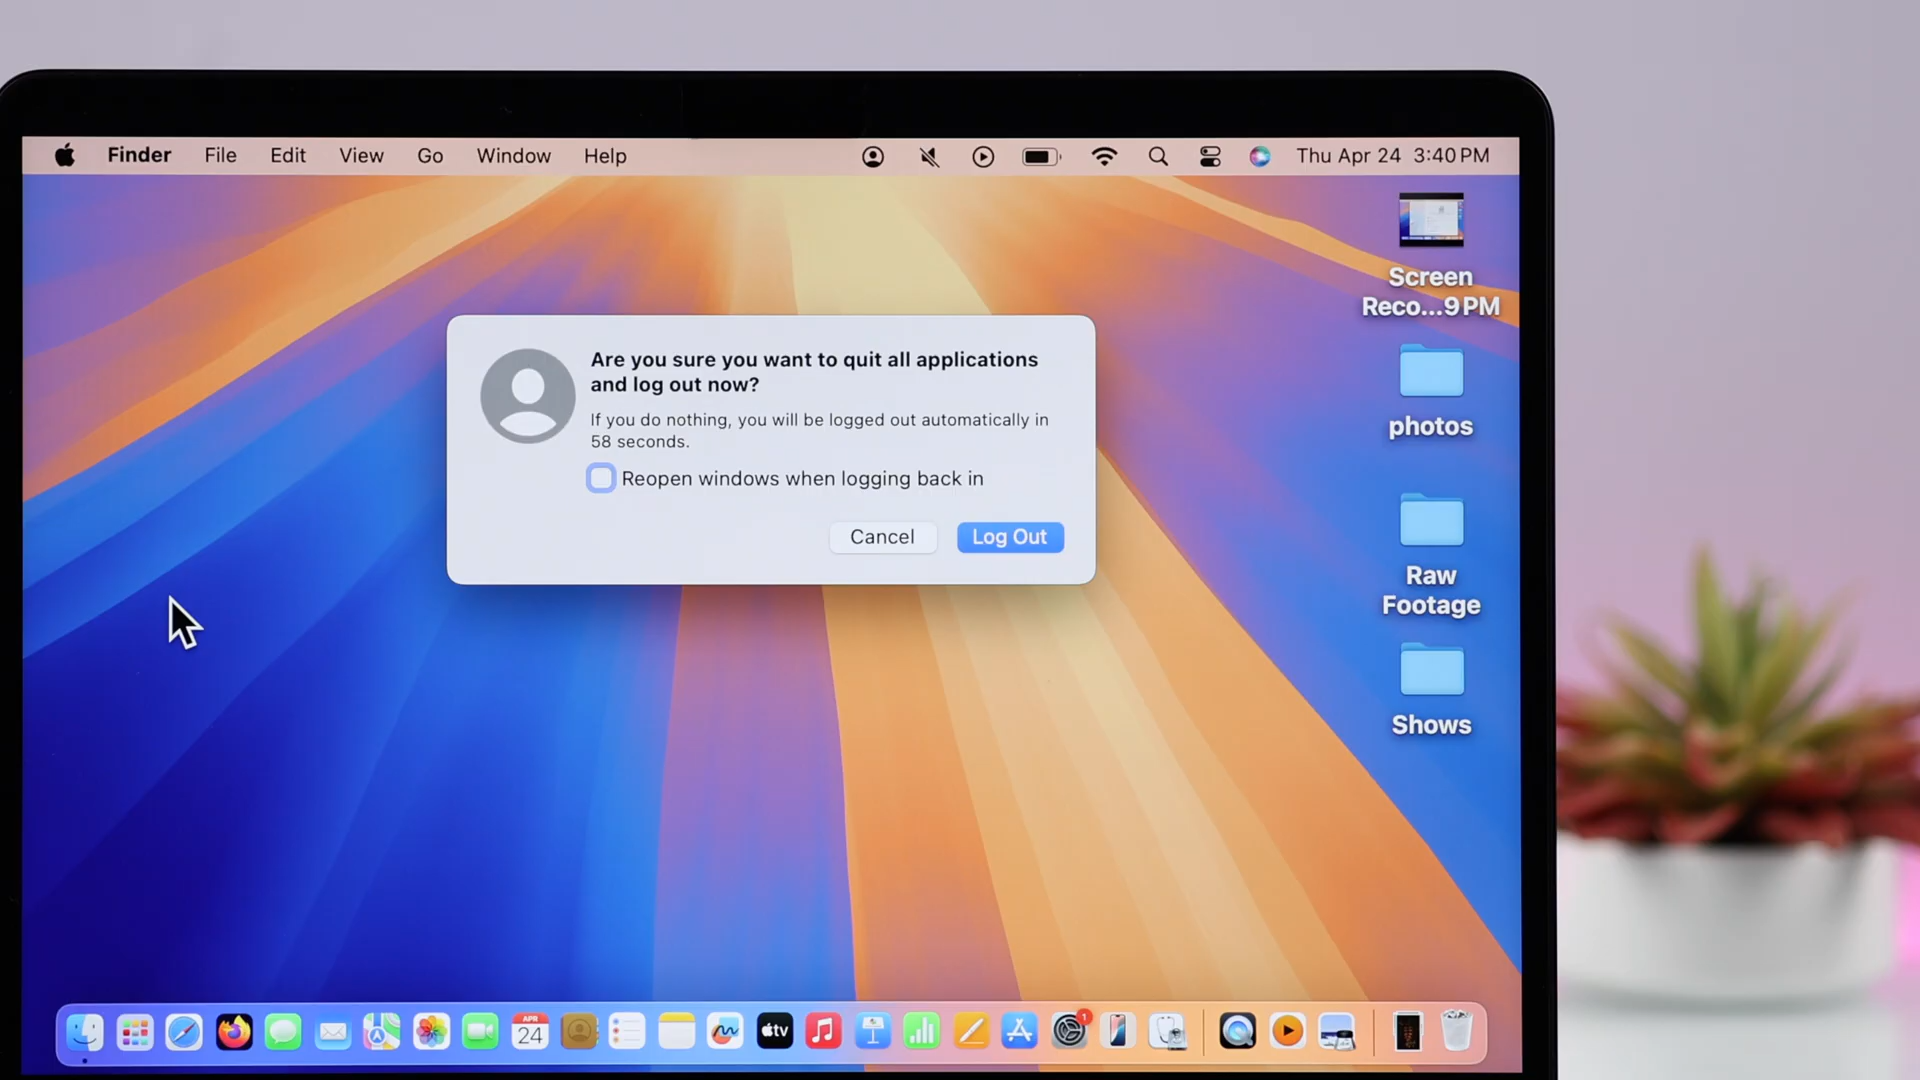 Finder File Edit View Go Window Help Thu Apr 24 3:40 PM
Screen
Reco...9 PM
Are you sure you want to quit all applications
and log out now?
If you do nothing, you will be logged out automatically in
58 seconds.
Reopen windows when logging back in
Cancel Log Out
photos
Raw
Footage
Shows
APR
24
tv
1